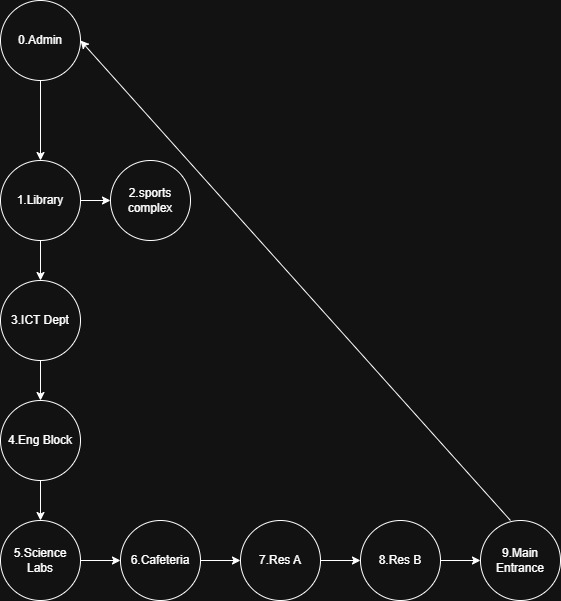 0.Admin
1.Library
2.sports
complex
3.ICT Dept
4.Eng Block
5.Science
Labs
6.Cafeteria
7.Res A
8.Res B
9.Main
Entrance